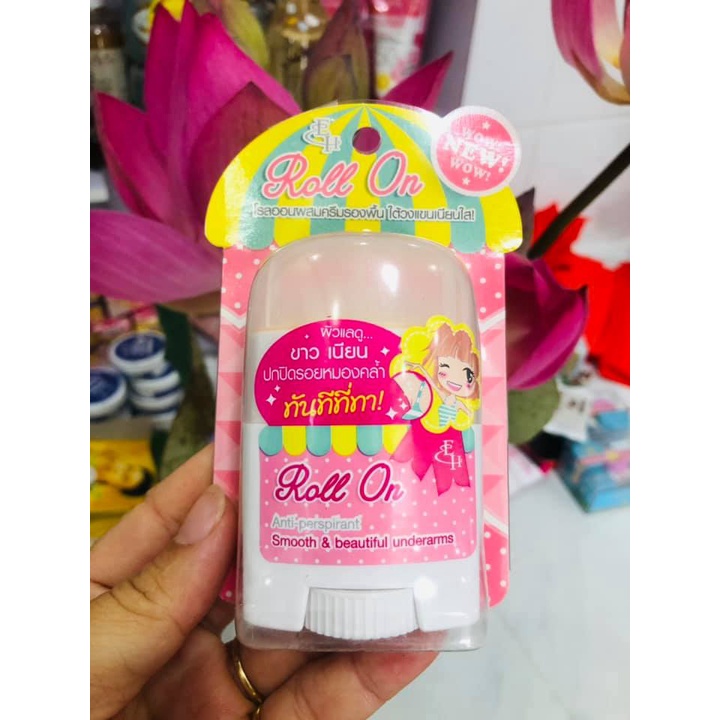 ECH
Roll On
WOW!
NEW!
WOW!
โรลออนผสมครีมรองพื้น ใต้วงแขนเนียนใส!
ผิวแลดู...
ขาว เนียน
ปกปิดรอยหมองคล้ำ
ทันทีที่ทา!
ECH
Roll On
Anti-perspirant
Smooth & beautiful underarms